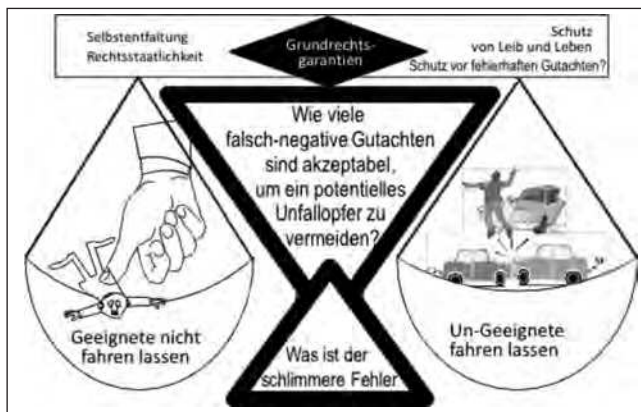 Selbstentfaltung
Rechtsstaatlichkeit
Grundrechts-
garantien
Schutz
von Leib und Leben
Schutz vor fehlerhaften Gutachten?
Wie viele
falsch-negative Gutachten
sind akzeptabel,
um ein potentielles
Unfallopfer zu
vermeiden?
Geeignete nicht
fahren lassen
Un-Geeignete
fahren lassen
Was ist der
schlimmere Fehler